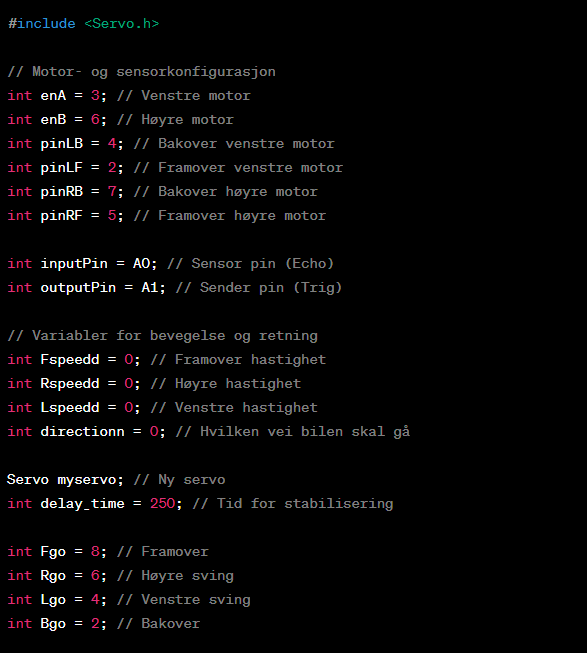 #include <Servo.h>
// Motor- og sensorkonfigurasjon
int enA = 3; // Venstre motor
int enB = 6; // Høyre motor
int pinLB = 4; // Bakover venstre motor
int pinLF = 2; // Framover venstre motor
int pinRB = 7; // Bakover høyre motor
int pinRF = 5; // Framover høyre motor
int inputPin = A0; // Sensor pin (Echo)
int outputPin = A1; // Sender pin (Trig)
// Variabler for bevegelse og retning
int Fspeedd = 0; // Framover hastighet
int Rspeedd = 0; // Høyre hastighet
int Lspeedd = 0; // Venstre hastighet
int directionn = 0; // Hvilken vei bilen skal gå
Servo myservo; // Ny servo
int delay_time = 250; // Tid for stabilisering
int Fgo = 8; // Framover
int Rgo = 6; // Høyre sving
int Lgo = 4; // Venstre sving
int Bgo = 2; // Bakover